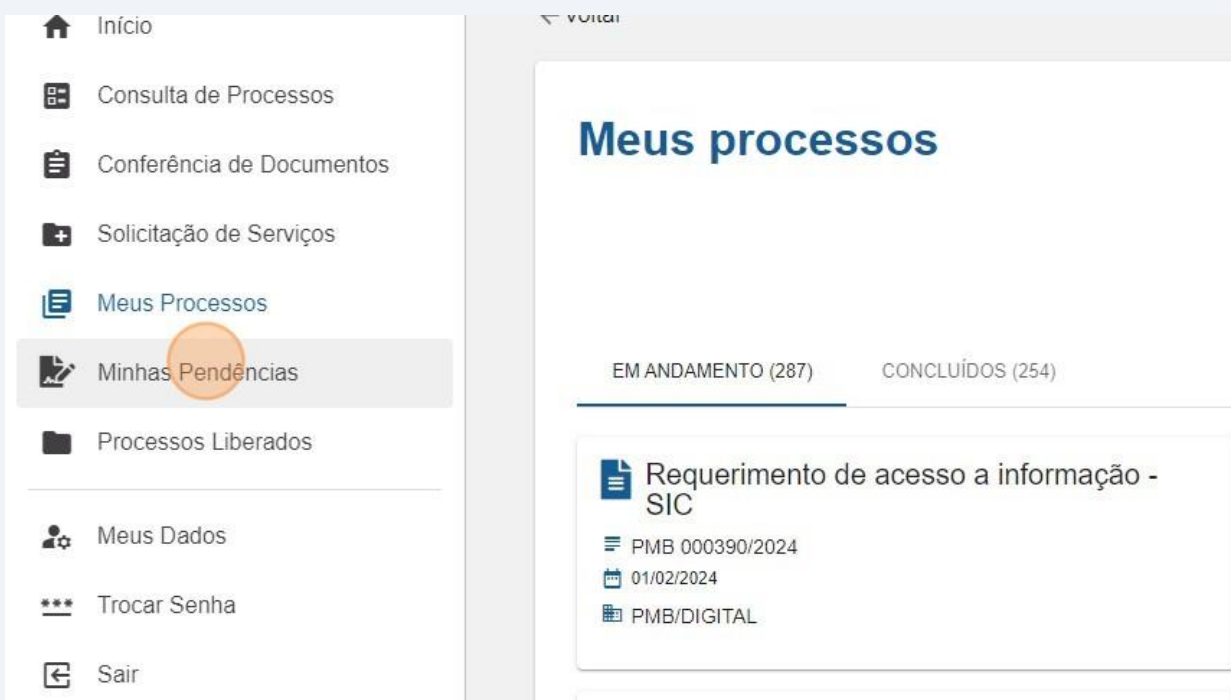 Início
Consulta de Processos
Conferência de Documentos
Solicitação de Serviços
Meus Processos
Minhas Pendências
Processos Liberados
Meus Dados
Trocar Senha
Sair
Voltar
Meus processos
EM ANDAMENTO (287) CONCLUÍDOS (254)
Requerimento de acesso a informação -
SIC
PMB 000390/2024
01/02/2024
PMB/DIGITAL